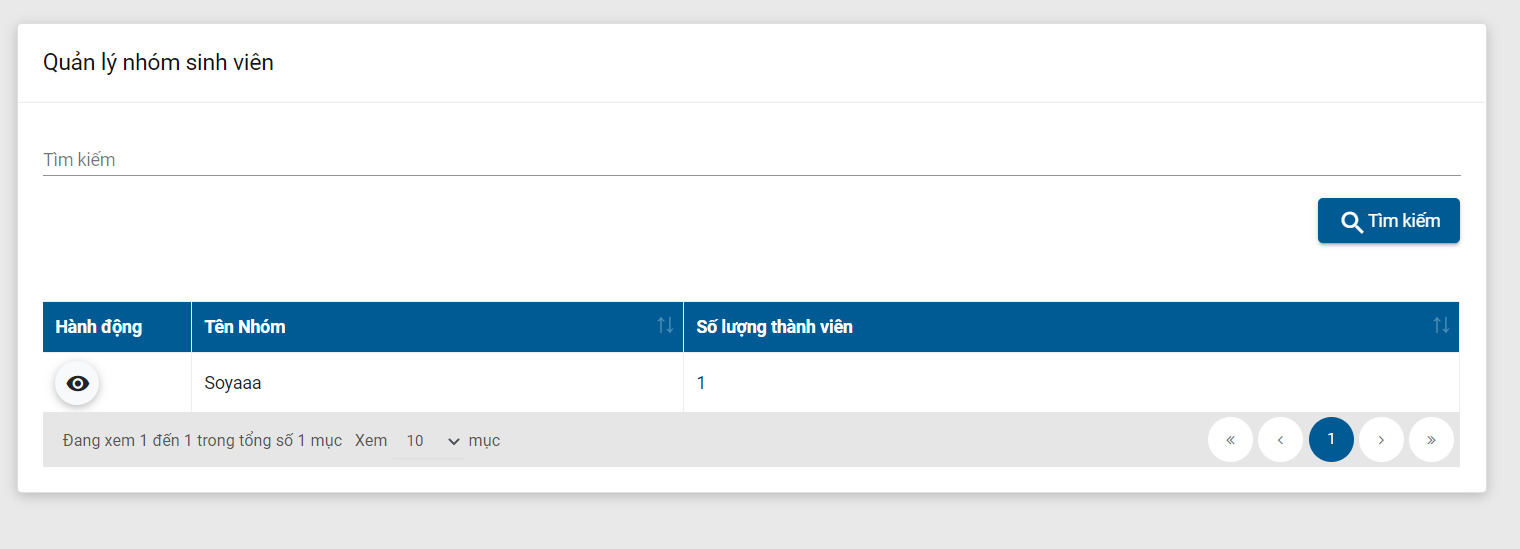 Quản lý nhóm sinh viên
Tìm kiếm
Tìm kiếm
Hành động Tên Nhóm Số lượng thành viên
Soyaaa 1
Đang xem 1 đến 1 trong tổng số 1 mục Xem 10 mục « ‹ 1 › »